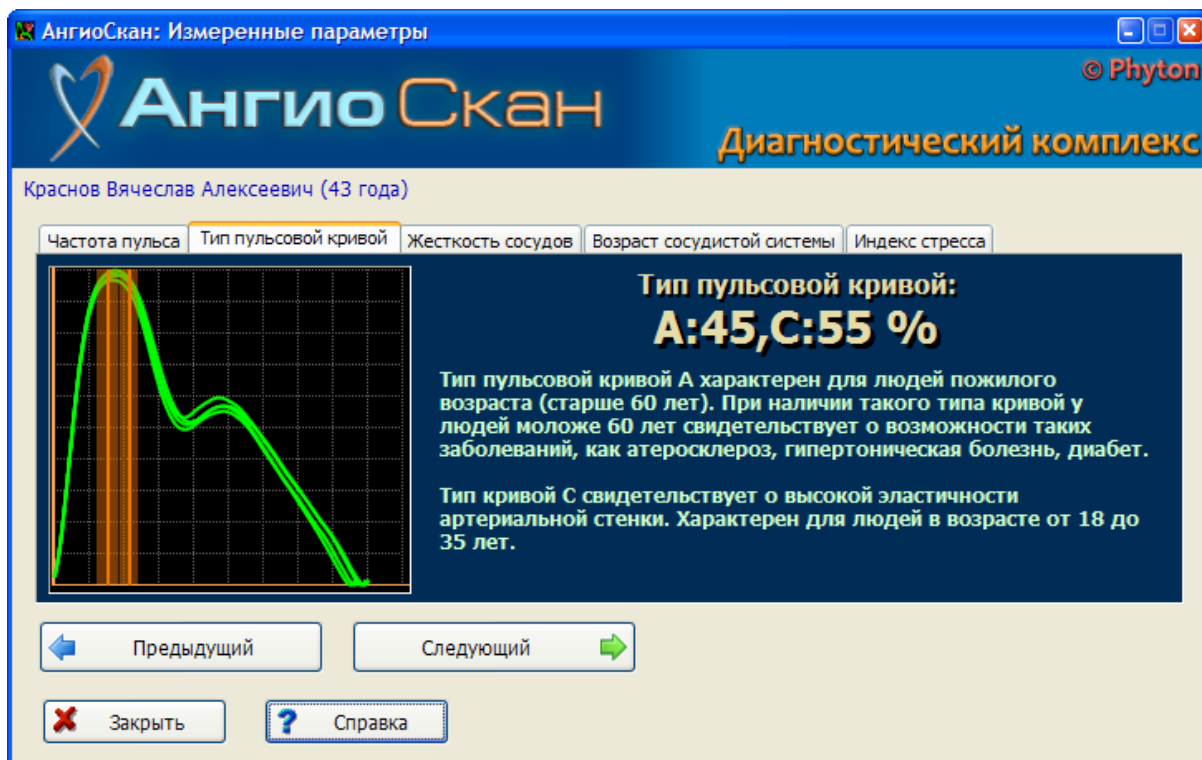 АнгиоСкан: Измеренные параметры
© Phyton
Ангио Скан
Диагностический комплекс
Краснов Вячеслав Алексеевич (43 года)
Частота пульса Тип пульсовой кривой Жесткость сосудов Возраст сосудистой системы Индекс стресса
Тип пульсовой кривой:
A:45,C:55 %
Тип пульсовой кривой А характерен для людей пожилого
возраста (старше 60 лет). При наличии такого типа кривой у
людей моложе 60 лет свидетельствует о возможности таких
заболеваний, как атеросклероз, гипертоническая болезнь, диабет.
Тип кривой С свидетельствует о высокой эластичности
артериальной стенки. Характерен для людей в возрасте от 18 до
35 лет.
Предыдущий Следующий
Закрыть ? Справка